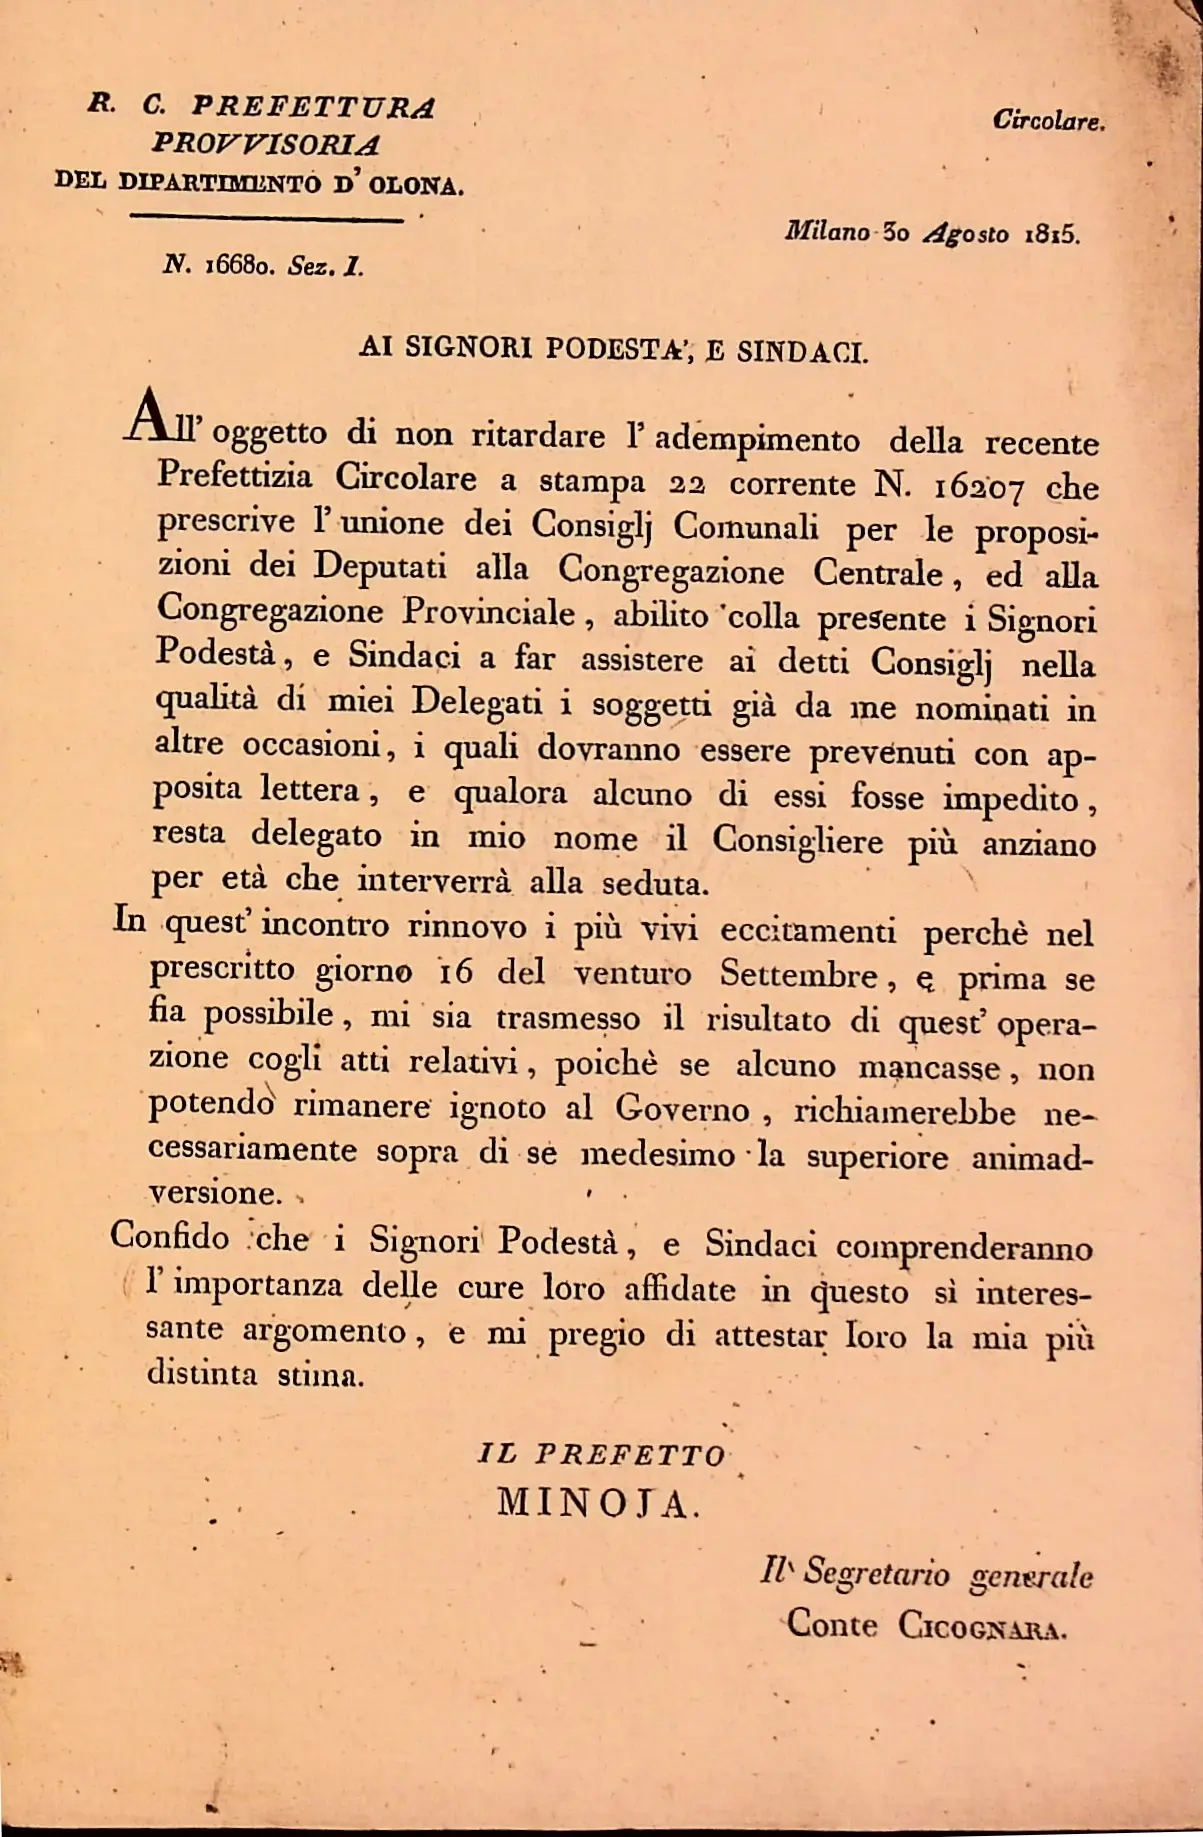 R. C. PREFETTURA
PROVVISORIA
DEL DIPARTIMENTO D' OLONA.
Circolare.
Milano 30 Agosto 1815.
N. 16680. Sez. I.
AI SIGNORI PODESTA', E SINDACI.
All' oggetto di non ritardare l' adempimento della recente
Prefettizia Circolare a stampa 22 corrente N. 16207 che
prescrive l' unione dei Consiglj Comunali per le proposi-
zioni dei Deputati alla Congregazione Centrale, ed alla
Congregazione Provinciale, abilito colla presente i Signori
Podestà, e Sindaci a far assistere ai detti Consiglj nella
qualità di miei Delegati i soggetti già da me nominati in
altre occasioni, i quali dovranno essere prevenuti con ap-
posita lettera, e qualora alcuno di essi fosse impedito,
resta delegato in mio nome il Consigliere più anziano
per età che interverrà alla seduta.
In quest' incontro rinnovo i più vivi eccitamenti perchè nel
prescritto giorno 16 del venturo Settembre, e prima se
fia possibile, mi sia trasmesso il risultato di quest' opera-
zione cogli atti relativi, poichè se alcuno mancasse, non
potendo rimanere ignoto al Governo, richiamerebbe ne-
cessariamente sopra di sè medesimo la superiore animad-
versione.
Confido che i Signori Podestà, e Sindaci comprenderanno
l' importanza delle cure loro affidate in questo sì interes-
sante argomento, e mi pregio di attestar loro la mia più
distinta stima.
IL PREFETTO
MINOJA.
Il Segretario generale
Conte CICOGNARA.